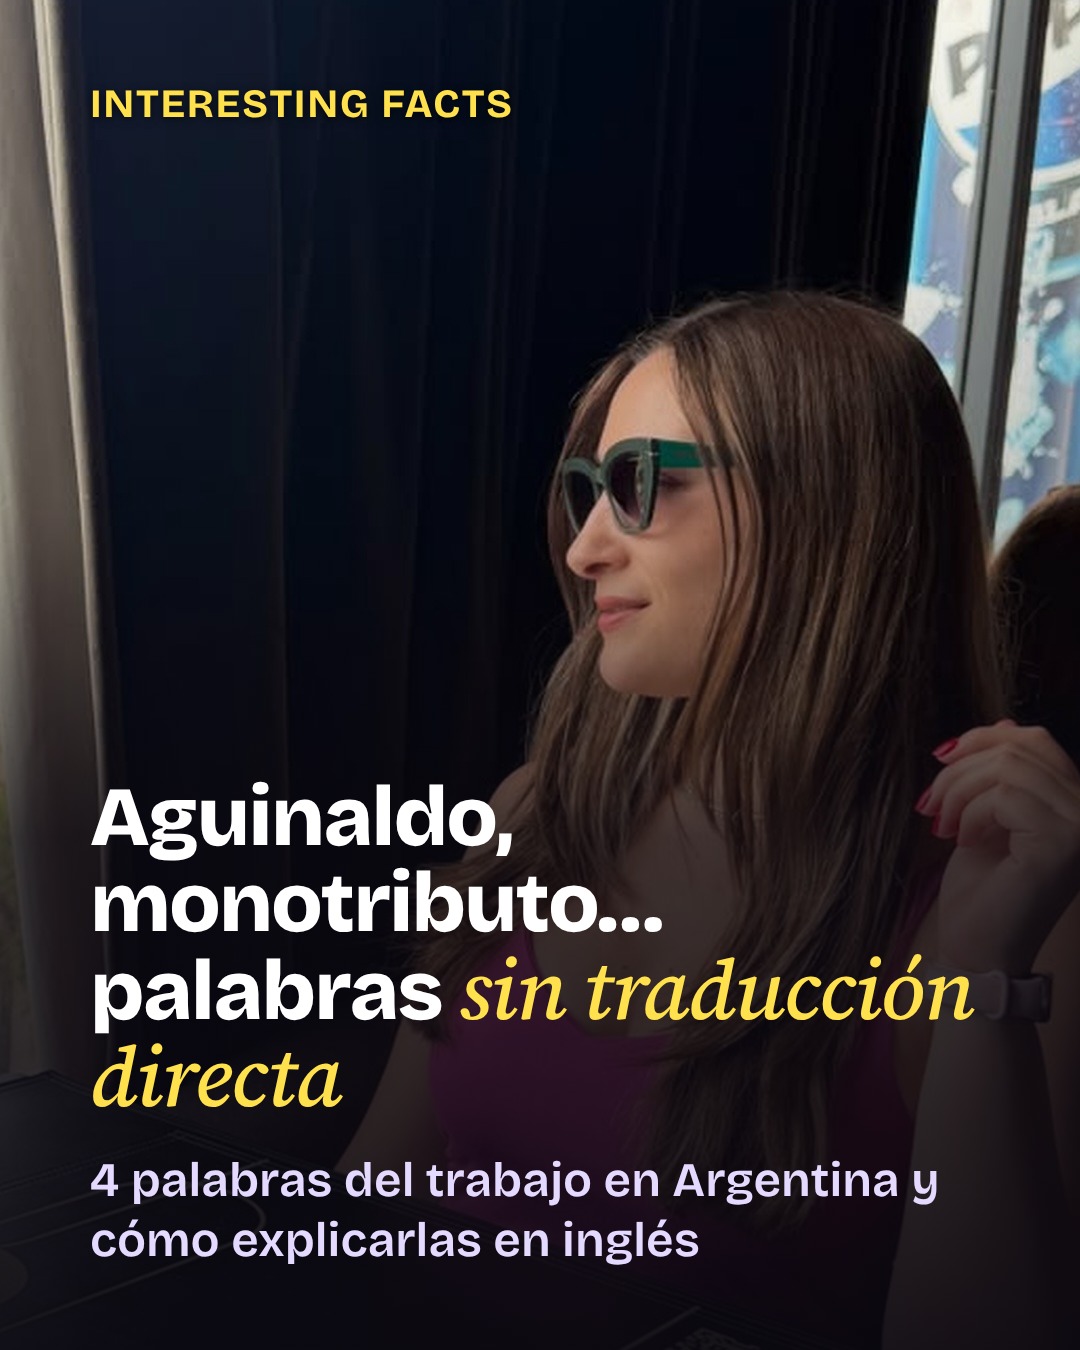 INTERESTING FACTS
Aguinaldo,
monotributo...
palabras sin traducción
directa
4 palabras del trabajo en Argentina y
cómo explicarlas en inglés